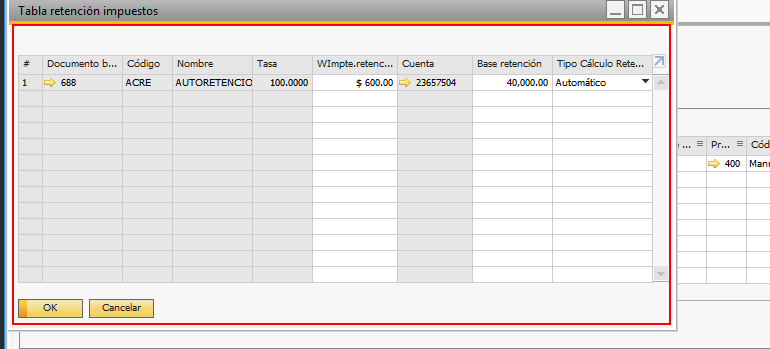 Tabla retención impuestos
# Documento b... Código Nombre Tasa WImpte.retenc... Cuenta Base retención Tipo Cálculo Rete...
1 688 ACRE AUTORETENCIO 100.0000 $ 600.00 23657504 40,000.00 Automático
OK Cancelar
e ... Pr... Cód
400 Mano